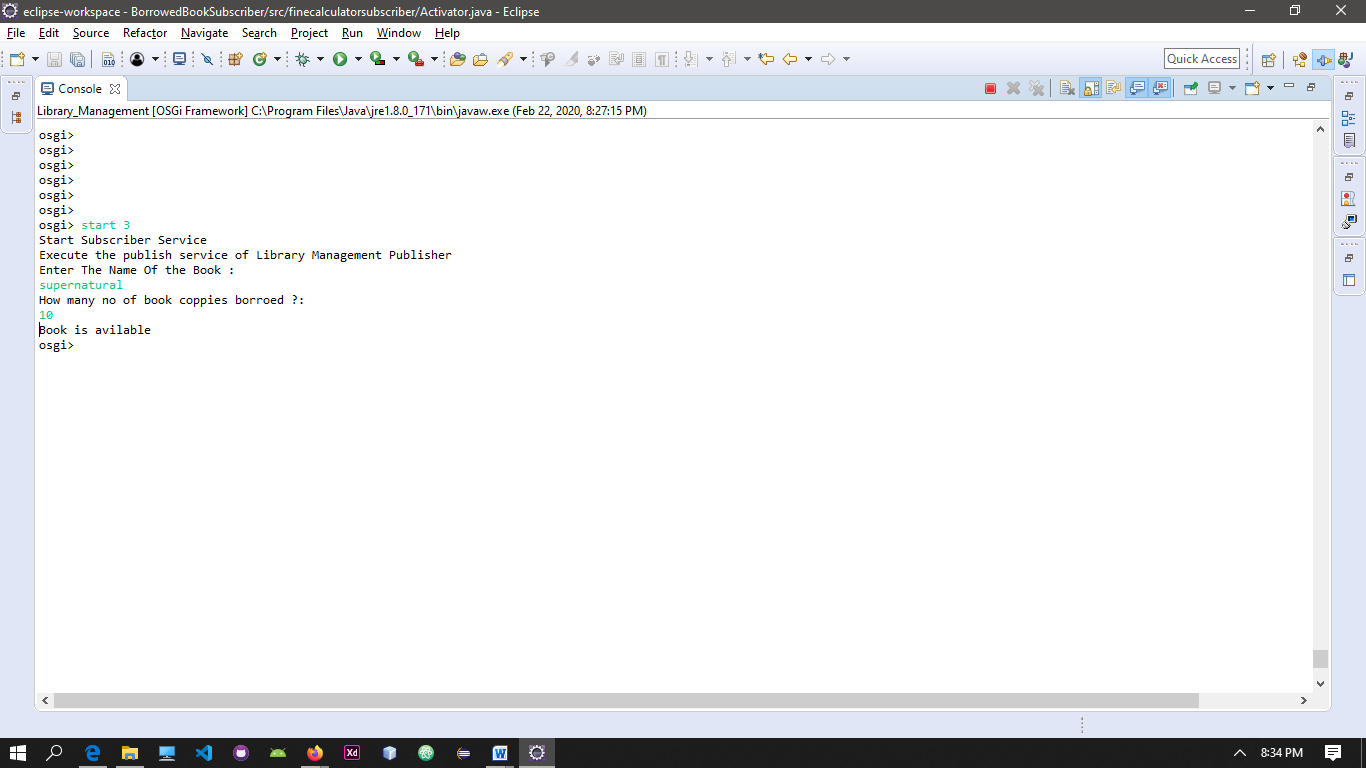 eclipse-workspace - BorrowedBookSubscriber/src/finecalculatorsubscriber/Activator.java - Eclipse
File Edit Source Refactor Navigate Search Project Run Window Help
Quick Access
Console
Library_Management [OSGi Framework] C:\Program Files\Java\jre1.8.0_171\bin\javaw.exe (Feb 22, 2020, 8:27:15 PM)
osgi>
osgi>
osgi>
osgi>
osgi>
osgi>
osgi> start 3
Start Subscriber Service
Execute the publish service of Library Management Publisher
Enter The Name Of the Book :
supernatural
How many no of book coppies borroed ?:
10
Book is avilable
osgi>
8:34 PM